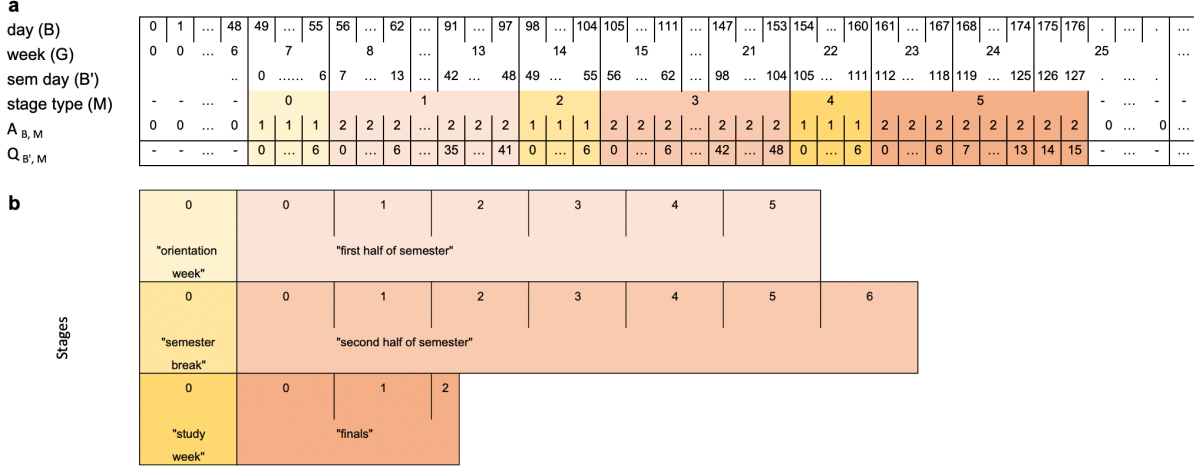 a
day (B) 0 1 ... 48 49 ... 55 56 ... 62 ... 91 ... 97 98 ... 104 105 ... 111 ... 147 ... 153 154 ... 160 161 ... 167 168 ... 174 175 176 . ... . ...
week (G) 0 0 ... 6 7 8 ... 13 14 15 ... 21 22 23 24 25 ...
sem day (B') .. 0 ...... 6 7 ... 13 ... 42 ... 48 49 ... 55 56 ... 62 ... 98 ... 104 105 ... 111 112 ... 118 119 ... 125 126 127 . ... . ...
stage type (M) - - ... - 0 1 2 3 4 5 - ... - ...
A B, M 0 0 ... 0 1 1 1 2 2 2 ... 2 2 2 1 1 1 2 2 2 ... 2 2 2 1 1 1 2 2 2 2 2 2 2 2 0 ... 0 ...
Q B', M - - ... - 0 ... 6 0 ... 6 ... 35 ... 41 0 ... 6 0 ... 6 ... 42 ... 48 0 ... 6 0 ... 6 7 ... 13 14 15 - ... - ...
b
0 0 1 2 3 4 5
"orientation "first half of semester"
week"
0 0 1 2 3 4 5 6
Stages
"semester "second half of semester"
break"
0 0 1 2
"study "finals"
week"